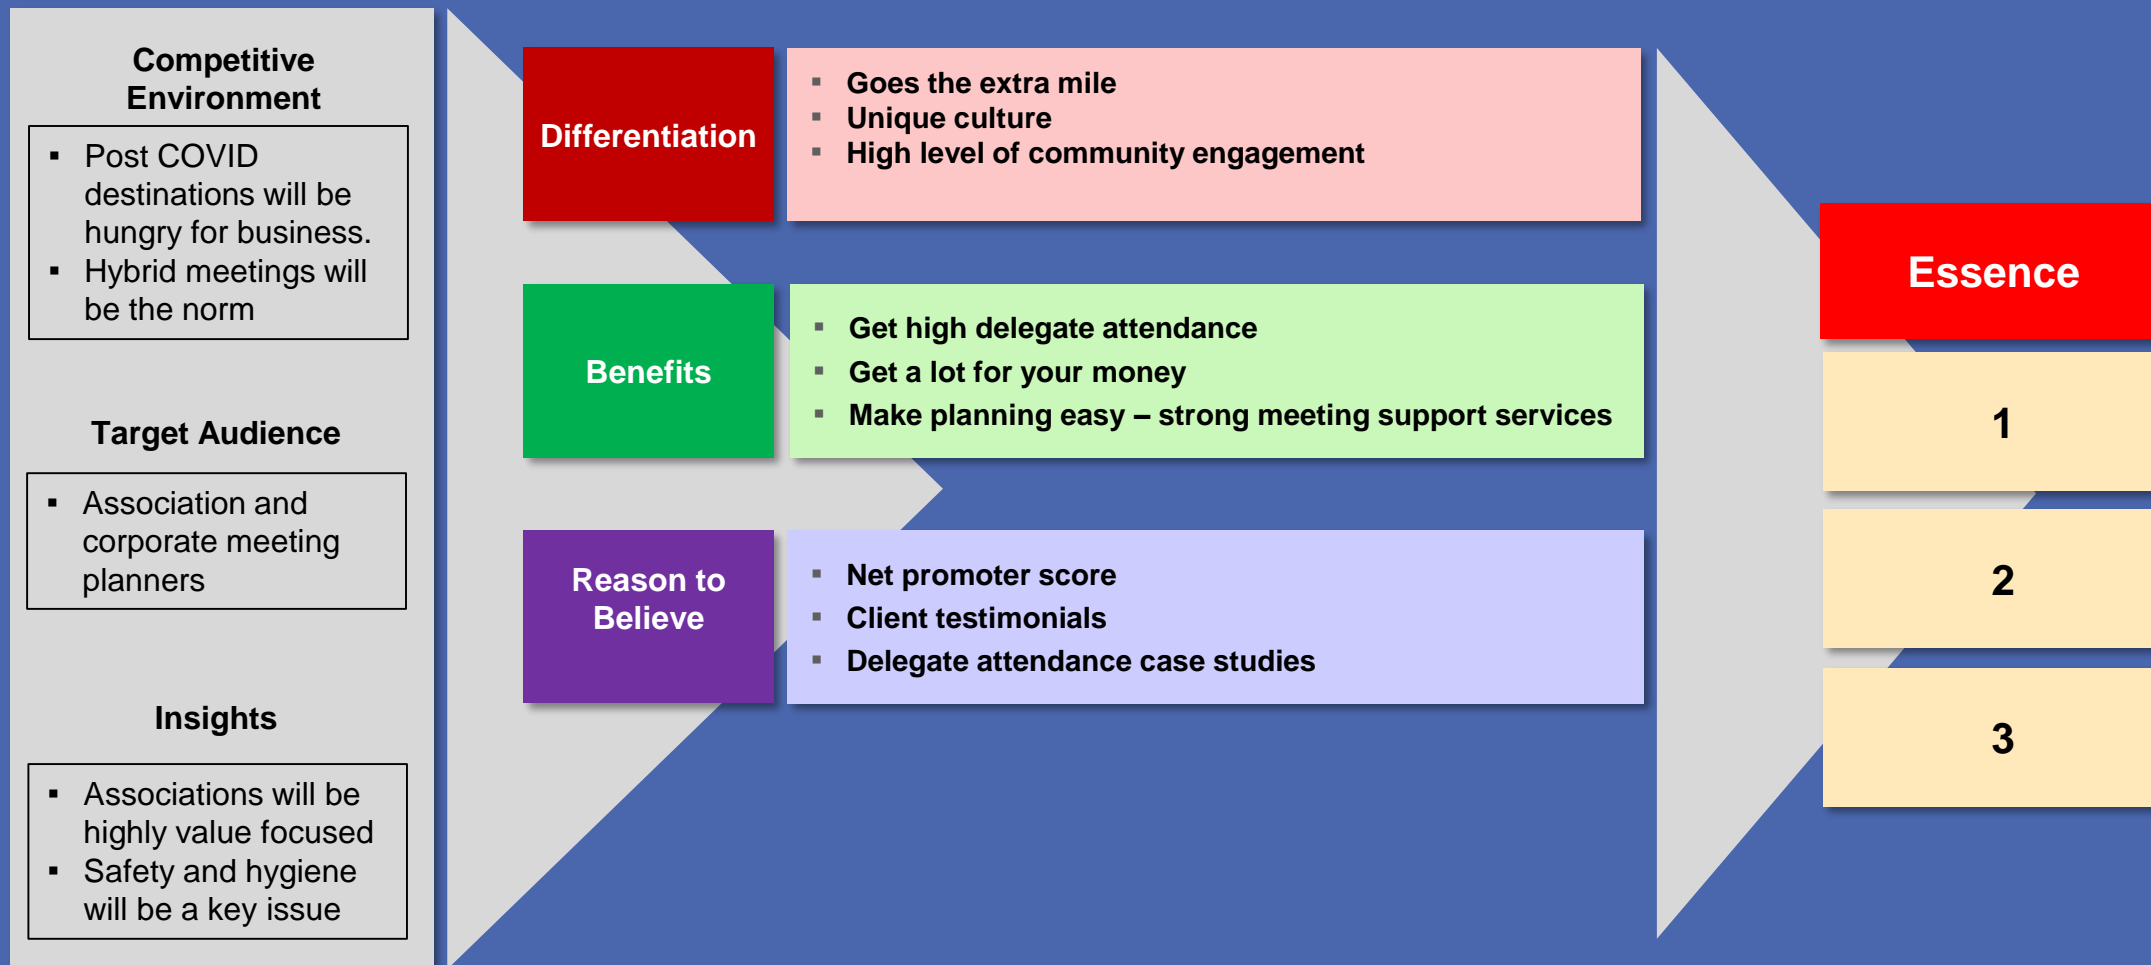 Competitive
Environment
▪ Post COVID
destinations will be
hungry for business.
▪ Hybrid meetings will
be the norm
Target Audience
▪ Association and
corporate meeting
planners
Insights
▪ Associations will be
highly value focused
▪ Safety and hygiene
will be a key issue
Differentiation
▪ Goes the extra mile
▪ Unique culture
▪ High level of community engagement
Benefits
▪ Get high delegate attendance
▪ Get a lot for your money
▪ Make planning easy – strong meeting support services
Reason to
Believe
▪ Net promoter score
▪ Client testimonials
▪ Delegate attendance case studies
Essence
1
2
3